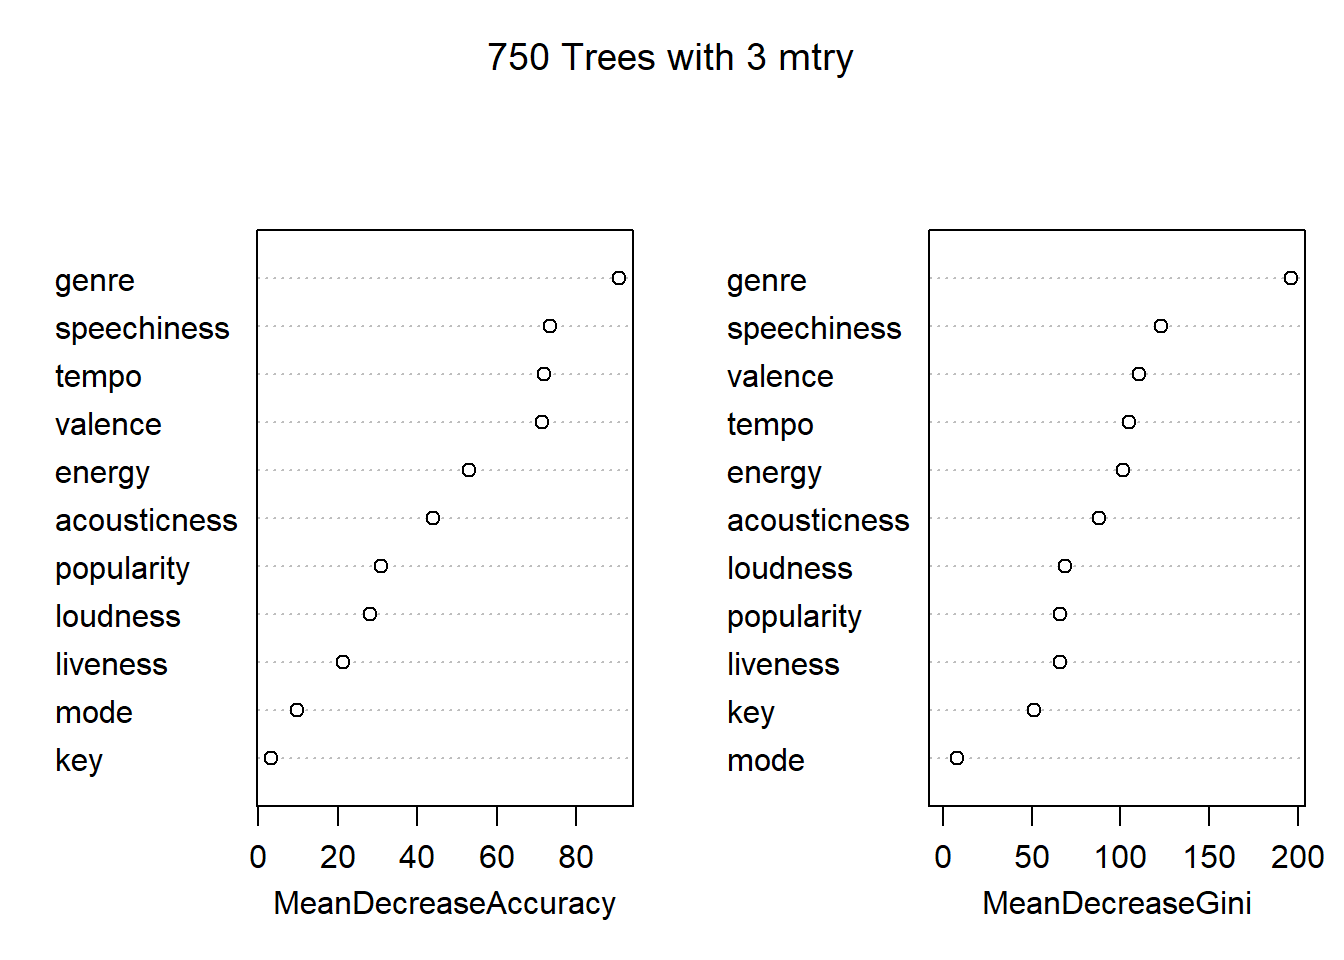 750 Trees with 3 mtry
genre
speechiness
tempo
valence
energy
acousticness
popularity
loudness
liveness
mode
key
0 20 40 60 80
MeanDecreaseAccuracy
genre
speechiness
valence
tempo
energy
acousticness
loudness
popularity
liveness
key
mode
0 50 100 150 200
MeanDecreaseGini